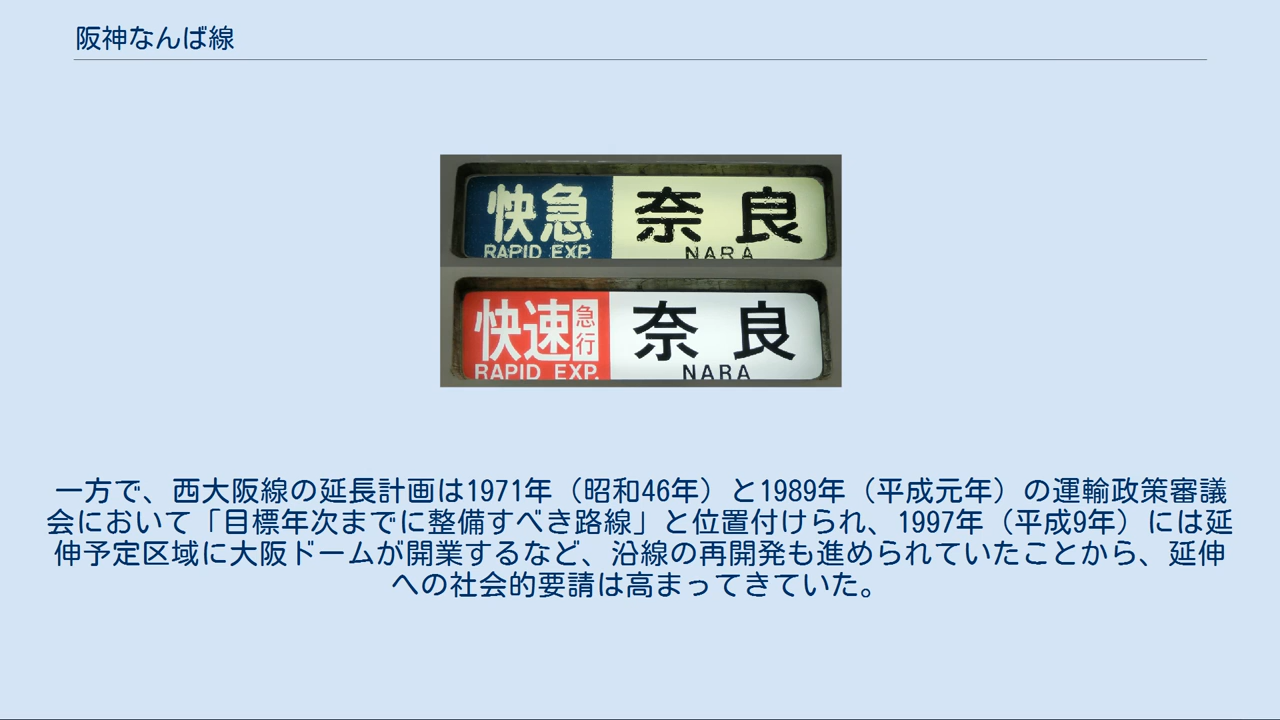 阪神なんば線
快急 奈良
RAPID EXP. NARA
快速急行 奈良
RAPID EXP. NARA
一方で、西大阪線の延長計画は1971年（昭和46年）と1989年（平成元年）の運輸政策審議
会において「目標年次までに整備すべき路線」と位置付けられ、1997年（平成9年）には延
伸予定区域に大阪ドームが開業するなど、沿線の再開発も進められていたことから、延伸
への社会的要請は高まってきていた。